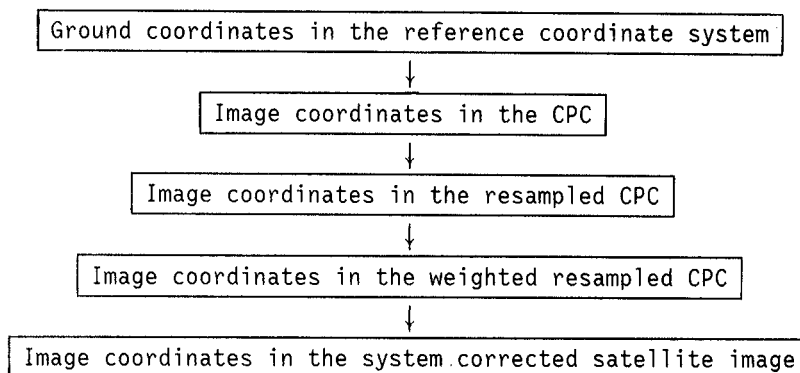 Ground coordinates in the reference coordinate system
↓
Image coordinates in the CPC
↓
Image coordinates in the resampled CPC
↓
Image coordinates in the weighted resampled CPC
↓
Image coordinates in the system corrected satellite image